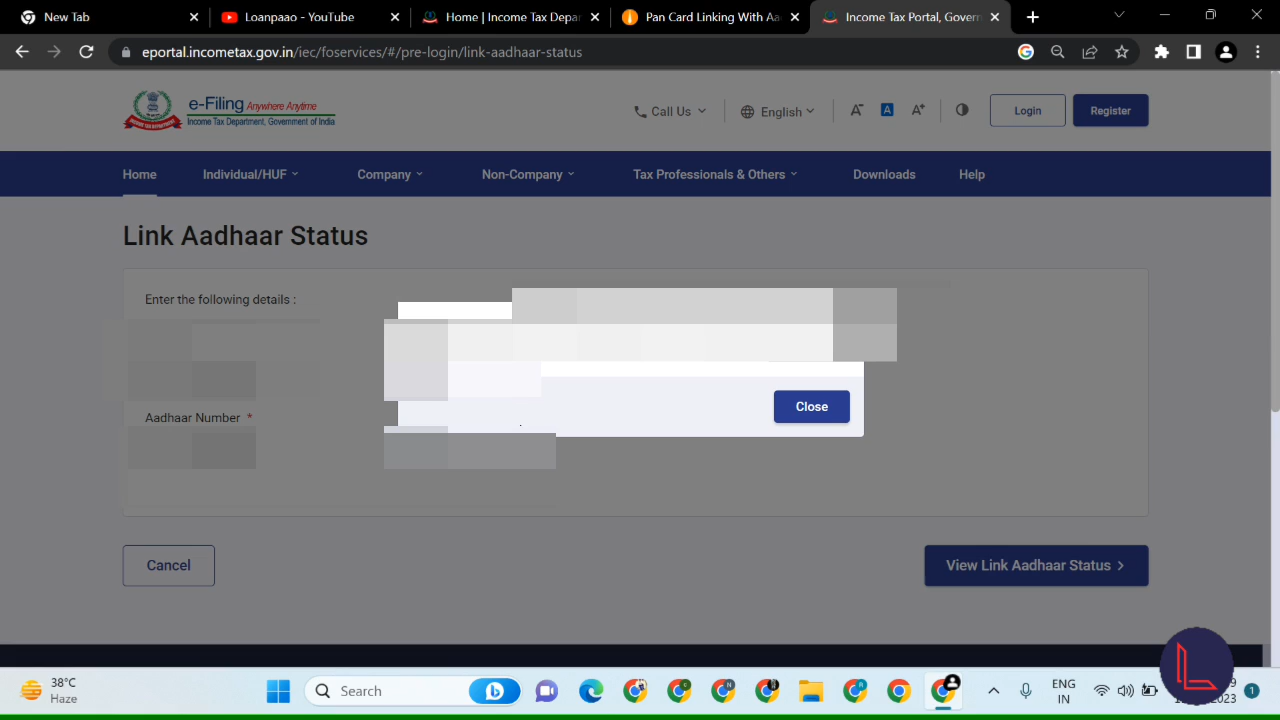 New Tab
Loanpaao - YouTube
Home | Income Tax Depar
Pan Card Linking With Aa
Income Tax Portal, Govern
eportal.incometax.gov.in/iec/foservices/#/pre-login/link-aadhaar-status
e-Filing Anywhere Anytime
Income Tax Department, Government of India
Call Us
English
A-
A
A+
Login
Register
Home
Individual/HUF
Company
Non-Company
Tax Professionals & Others
Downloads
Help
Link Aadhaar Status
Enter the following details :
Aadhaar Number *
Close
Cancel
View Link Aadhaar Status
38°C
Haze
Search
ENG
IN
2023
1